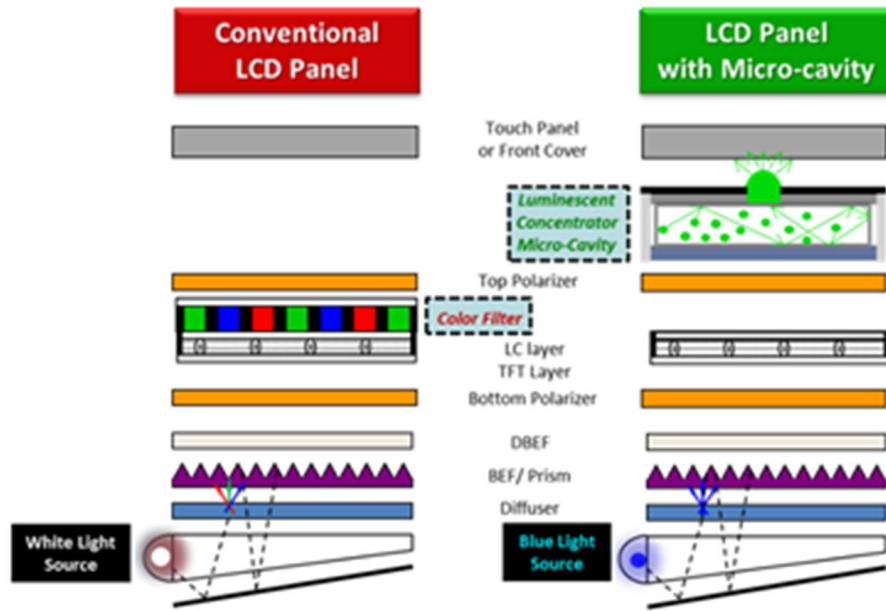 Conventional
LCD Panel
LCD Panel
with Micro-cavity
Touch Panel
or Front Cover
Luminescent
Concentrator
Micro-Cavity
Top Polarizer
Color Filter
LC layer
TFT Layer
Bottom Polarizer
DBEF
BEF/ Prism
Diffuser
White Light
Source
Blue Light
Source